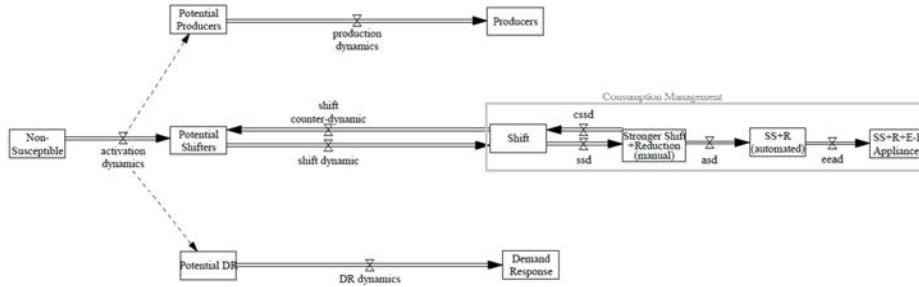 Potential
Producers
production
dynamics
Producers
Consumption Management
Non-
Susceptible
activation
dynamics
Potential
Shifters
shift
counter-dynamic
shift dynamic
Shift
cssd
ssd
Stronger Shift
+Reduction
(manual)
asd
SS+R
(automated)
eead
SS+R+E-E
Appliance
Potential DR
DR dynamics
Demand
Response